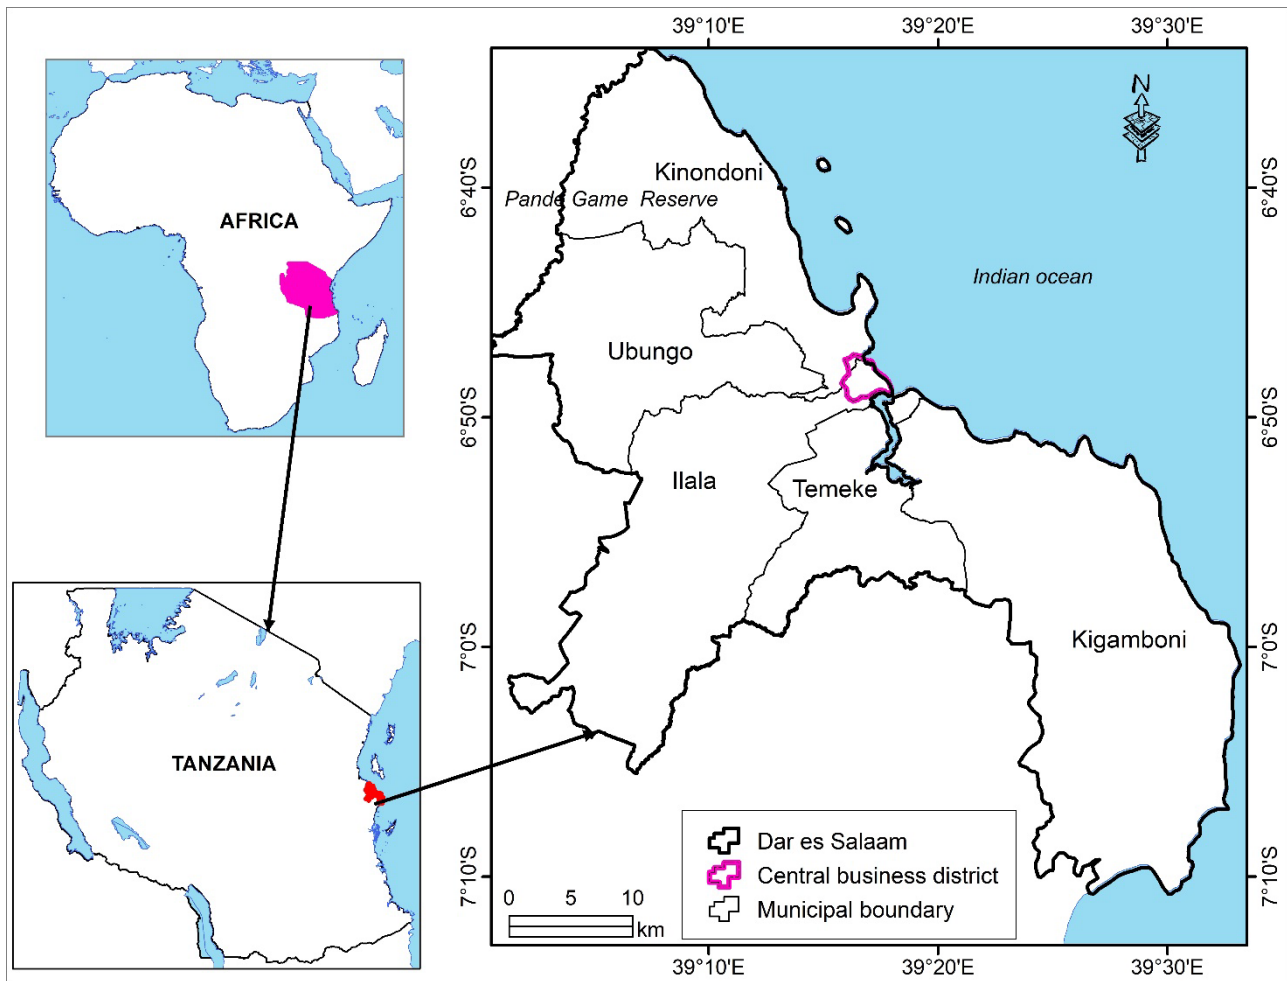 39°10'E 39°20'E 39°30'E
N
AFRICA
Kinondoni
Pande Game Reserve
Indian ocean
Ubungo
Ilala
Temeke
Kigamboni
6°40'S 6°40'S
6°50'S 6°50'S
7°0'S 7°0'S
7°10'S 7°10'S
TANZANIA
Dar es Salaam
Central business district
Municipal boundary
0 5 10
km
39°10'E 39°20'E 39°30'E